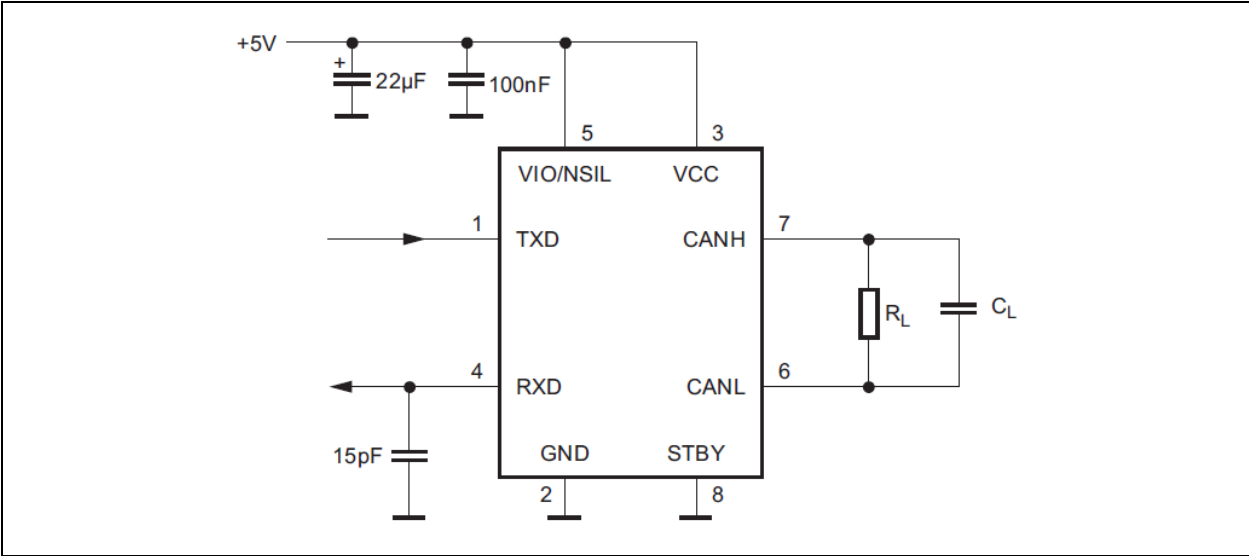 +5V
+
22µF
100nF
5
3
VIO/NSIL
VCC
1
TXD
CANH
7
RL
CL
4
RXD
CANL
6
15pF
GND
STBY
2
8